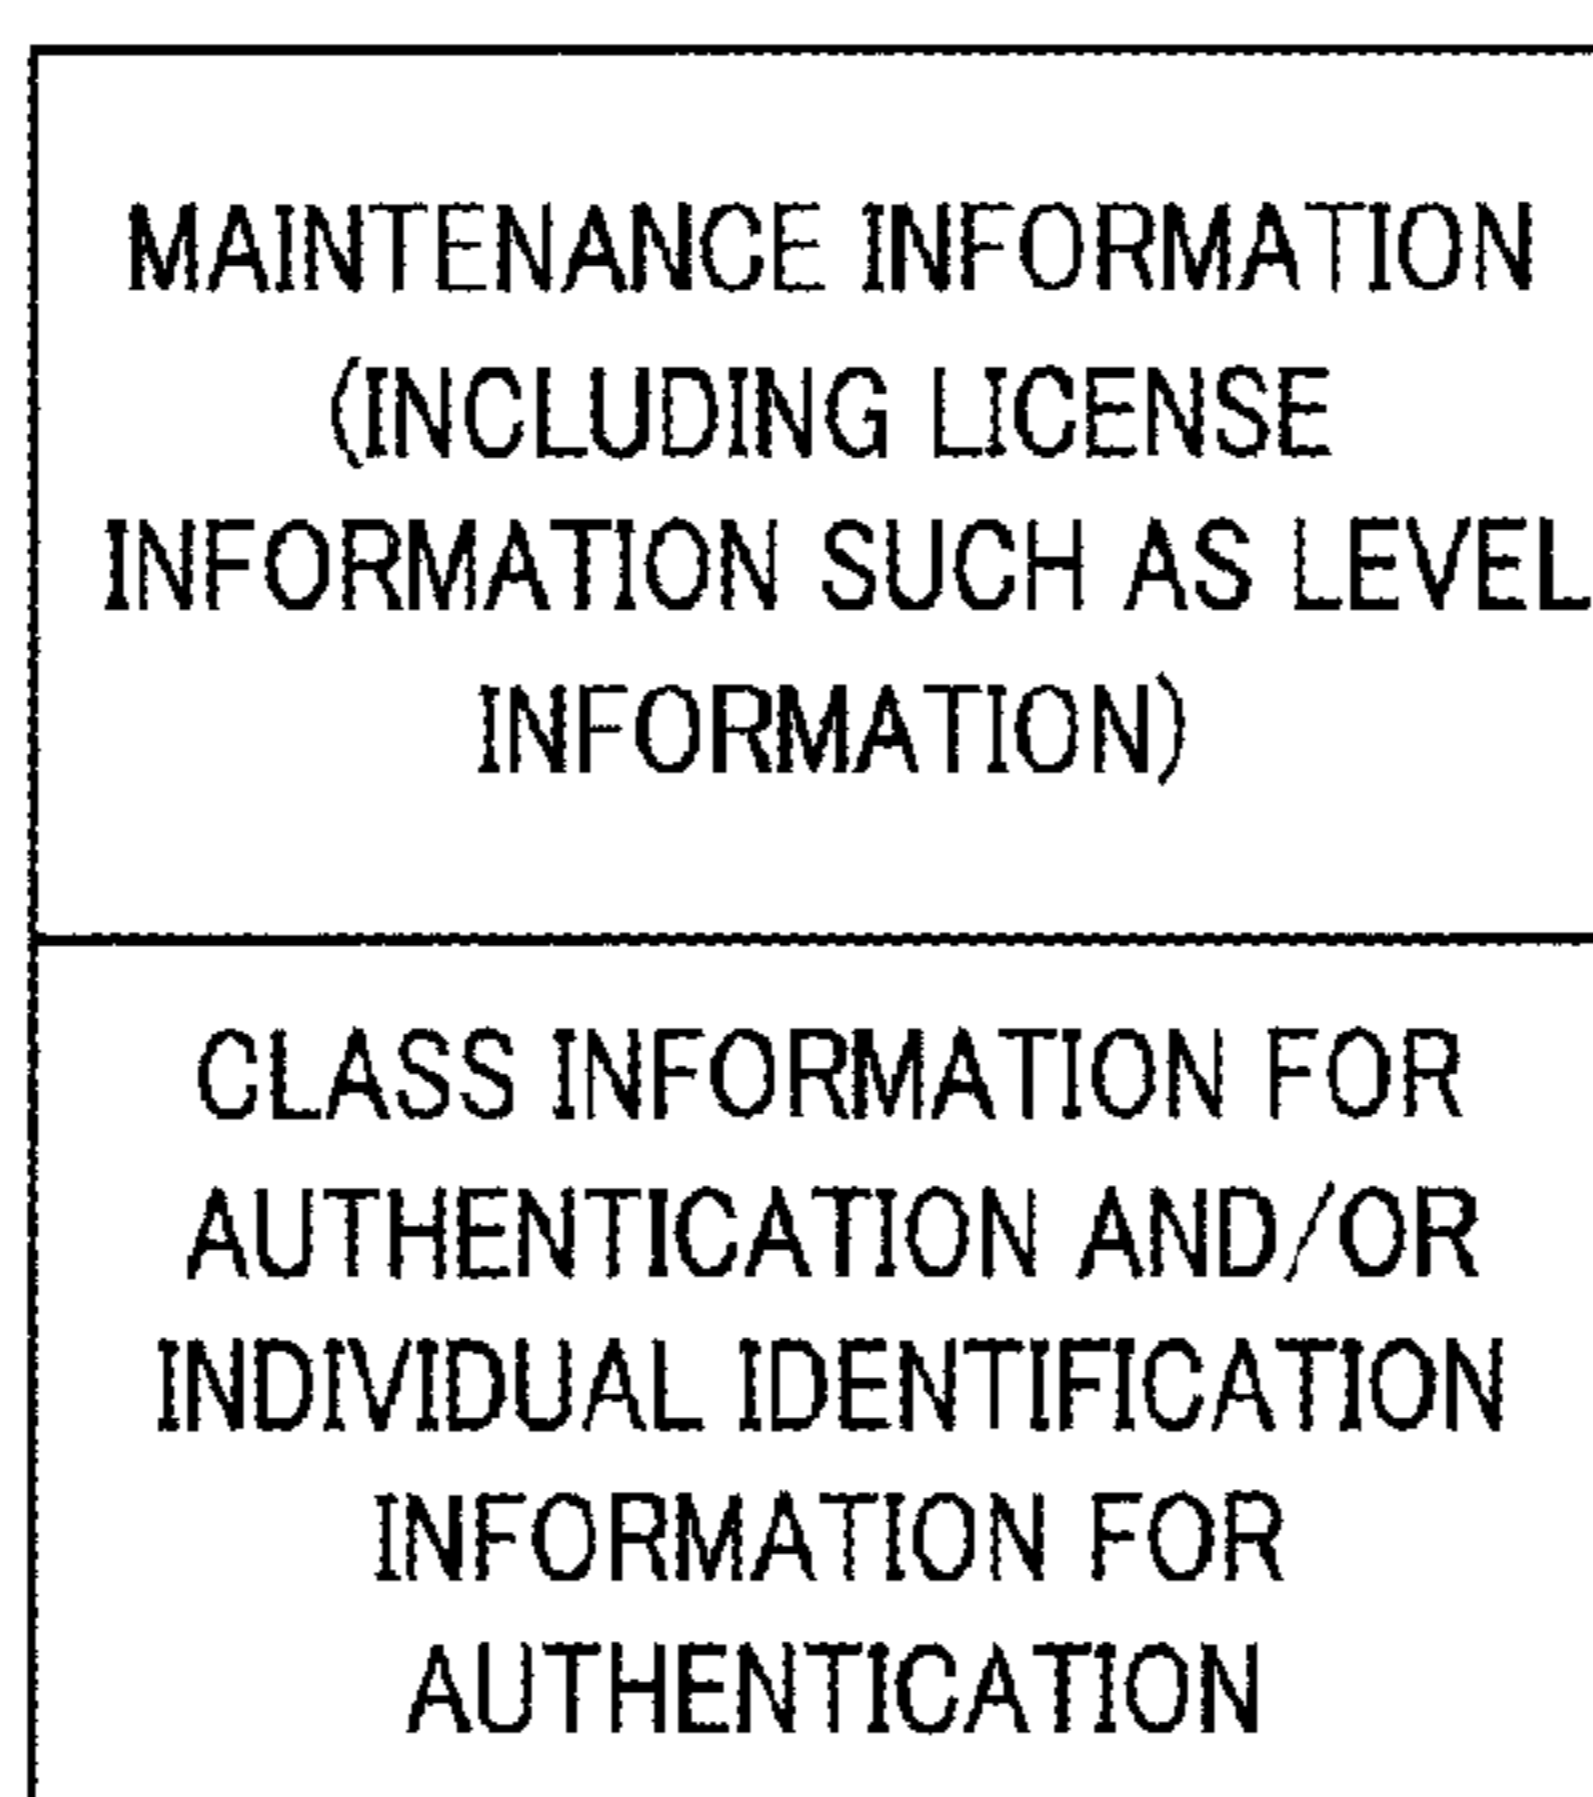 MAINTENANCE INFORMATION
(INCLUDING LICENSE
INFORMATION SUCH AS LEVEL
INFORMATION)
CLASS INFORMATION FOR
AUTHENTICATION AND/OR
INDIVIDUAL IDENTIFICATION
INFORMATION FOR
AUTHENTICATION